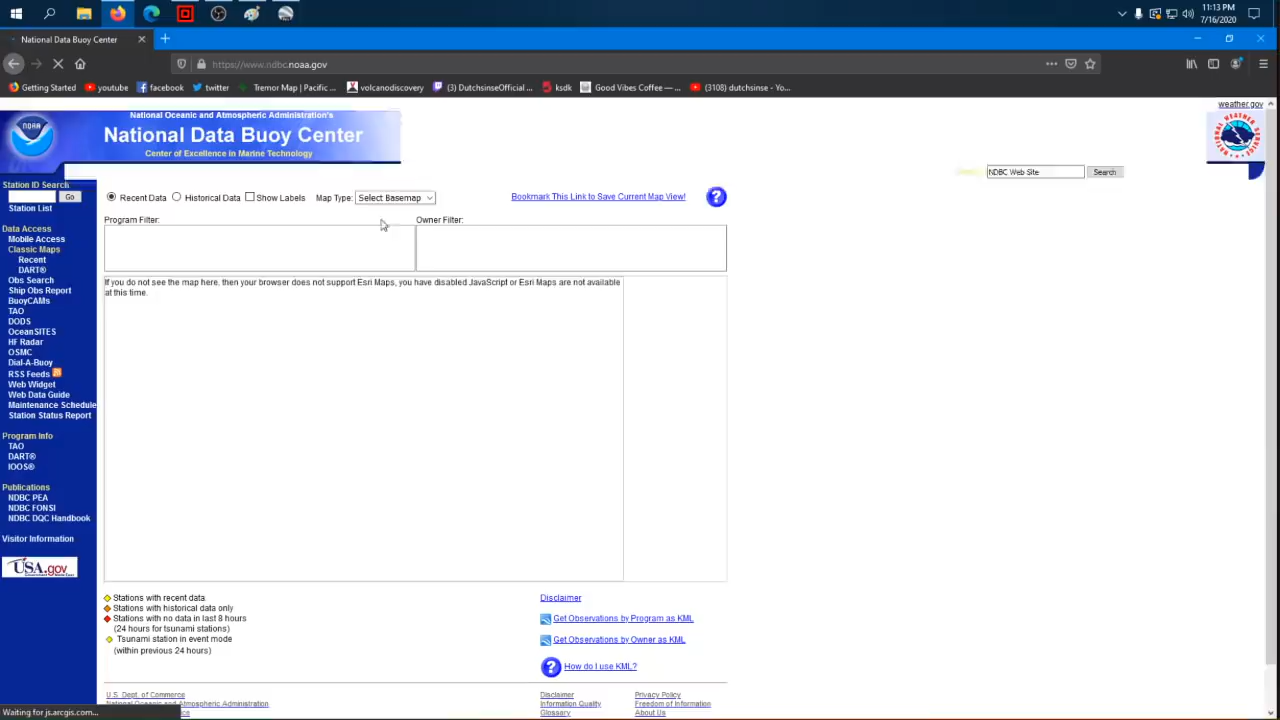 11:13 PM
7/16/2020
National Data Buoy Center
https://www.ndbc.noaa.gov
Getting Started
youtube
facebook
twitter
Tremor Map | Pacific ...
volcanodiscovery
(3) DutchsinseOfficial ...
ksdk
Good Vibes Coffee — ...
(3108) dutchsinse - Yo...
weather.gov
National Oceanic and Atmospheric Administration's
National Data Buoy Center
Center of Excellence in Marine Technology
NOAA
NDBC Web Site
Search
Station ID Search
Go
Station List
Recent Data
Historical Data
Show Labels
Map Type:
Select Basemap
Bookmark This Link to Save Current Map View!
Program Filter:
Owner Filter:
Data Access
Mobile Access
Classic Maps
Recent
DART®
Obs Search
Ship Obs Report
BuoyCAMs
TAO
DODS
OceanSITES
HF Radar
OSMC
Dial-A-Buoy
RSS Feeds
Web Widget
Web Data Guide
Maintenance Schedule
Station Status Report
Program Info
TAO
DART®
IOOS®
Publications
NDBC PEA
NDBC FONSI
NDBC DQC Handbook
Visitor Information
USA.gov
If you do not see the map here, then your browser does not support Esri Maps, you have disabled JavaScript or Esri Maps are not available
at this time.
Stations with recent data
Stations with historical data only
Stations with no data in last 8 hours
(24 hours for tsunami stations)
Tsunami station in event mode
(within previous 24 hours)
Disclaimer
Get Observations by Program as KML
Get Observations by Owner as KML
How do I use KML?
U.S. Dept. of Commerce
National Oceanic and Atmospheric Administration
Disclaimer
Information Quality
Glossary
Privacy Policy
Freedom of Information
About Us
Waiting for js.arcgis.com...